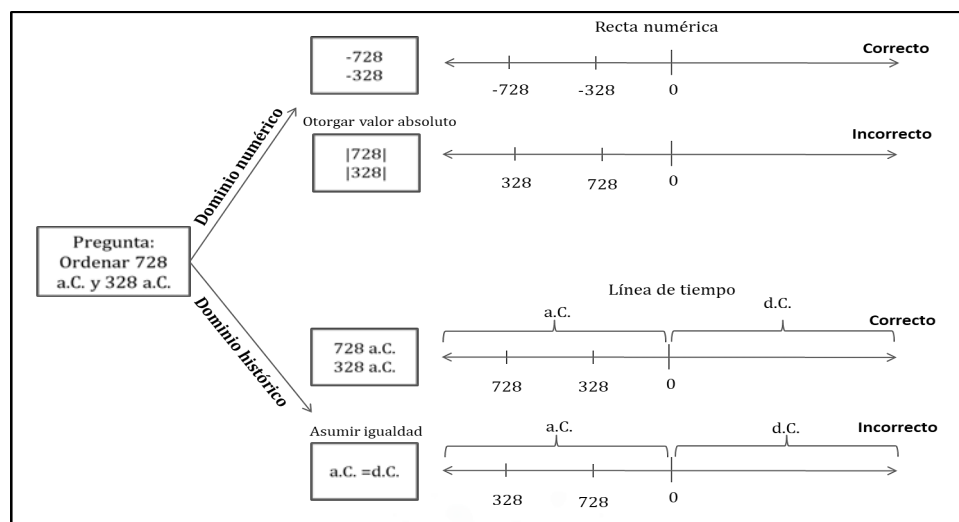 Recta numérica
-728
-328
Correcto
-728 -328 0
Dominio numérico
Otorgar valor absoluto
|728|
|328|
Incorrecto
328 728 0
Pregunta:
Ordenar 728
a.C. y 328 a.C.
Dominio histórico
Línea de tiempo
a.C. d.C.
Correcto
728 a.C.
328 a.C.
728 328 0
Asumir igualdad
a.C. d.C.
Incorrecto
a.C. =d.C.
328 728 0